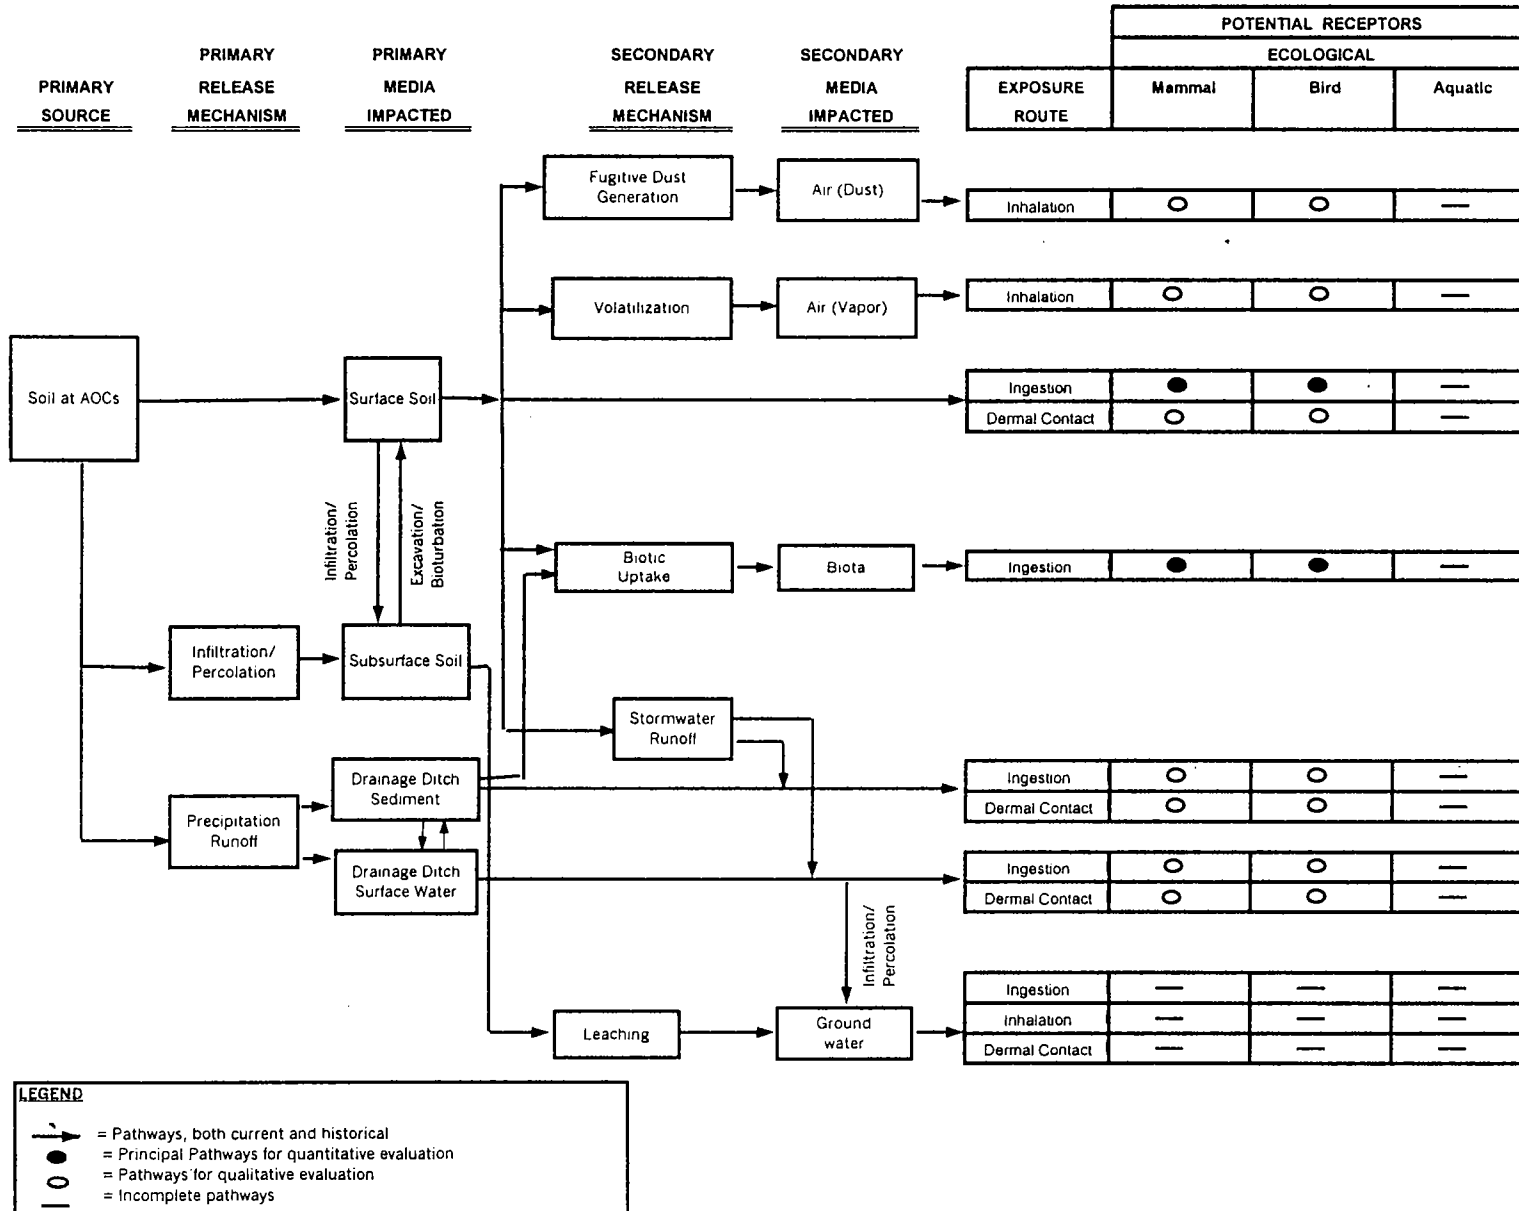 POTENTIAL RECEPTORS
ECOLOGICAL
PRIMARY
SOURCE
PRIMARY
RELEASE
MECHANISM
PRIMARY
MEDIA
IMPACTED
SECONDARY
RELEASE
MECHANISM
SECONDARY
MEDIA
IMPACTED
EXPOSURE
ROUTE
Mammal
Bird
Aquatic
Fugitive Dust
Generation
Air (Dust)
Inhalation
Volatilization
Air (Vapor)
Inhalation
Soil at AOCs
Surface Soil
Ingestion
Dermal Contact
Infiltration/
Percolation
Excavation/
Bioturbation
Biotic
Uptake
Biota
Ingestion
Infiltration/
Percolation
Subsurface Soil
Stormwater
Runoff
Precipitation
Runoff
Drainage Ditch
Sediment
Ingestion
Dermal Contact
Drainage Ditch
Surface Water
Ingestion
Dermal Contact
Infiltration/
Percolation
Leaching
Ground
water
Ingestion
Inhalation
Dermal Contact
LEGEND
= Pathways, both current and historical
= Principal Pathways for quantitative evaluation
= Pathways for qualitative evaluation
= Incomplete pathways